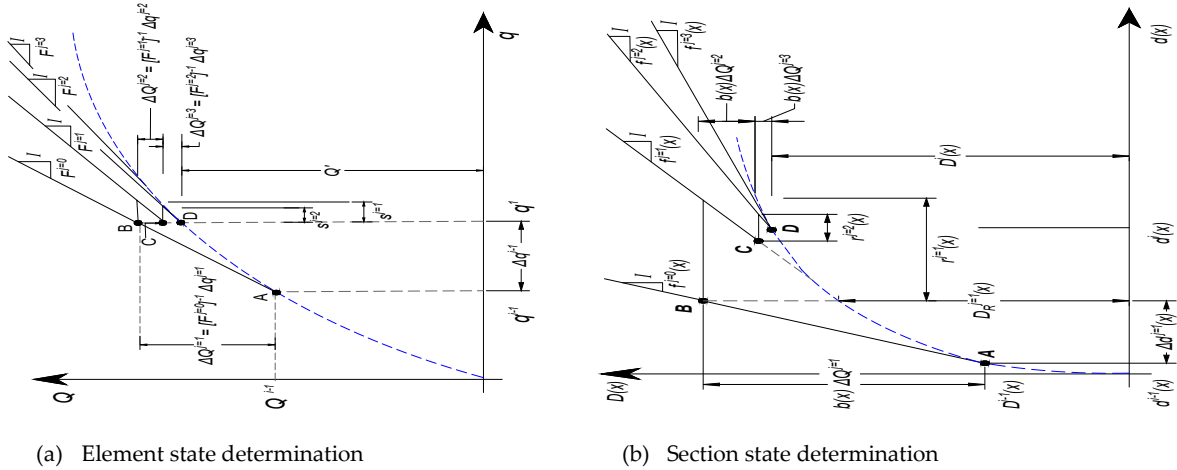 Q
q
I
F^{j=0}
I
F^{j=1}
I
F^{j=2}
I
F^{j=3}
ΔQ^{j=2} = [F^{j=1}]^{-1} Δq^{j=2}
ΔQ^{j=3} = [F^{j=2}]^{-1} Δq^{j=3}
ΔQ^{j=1} = [F^{j=0}]^{-1} Δq^{j=1}
B
C
D
A
s^{j=2}
s^{j=1}
q^{i-1}
Δq^{i-1}
Q^{i-1}
(a) Element state determination
D(x)
d(x)
I
f^{j=0}(x)
I
f^{j=1}(x)
I
f^{j=2}(x)
I
f^{j=3}(x)
b(x)ΔQ^{j=2}
b(x)ΔQ^{j=3}
b(x) ΔQ^{j=1}
B
C
D
A
r^{j=2}(x)
r^{j=1}(x)
D_R^{j=1}(x)
Δd^{j=1}(x)
D^{i-1}(x)
d^{i-1}(x)
(b) Section state determination